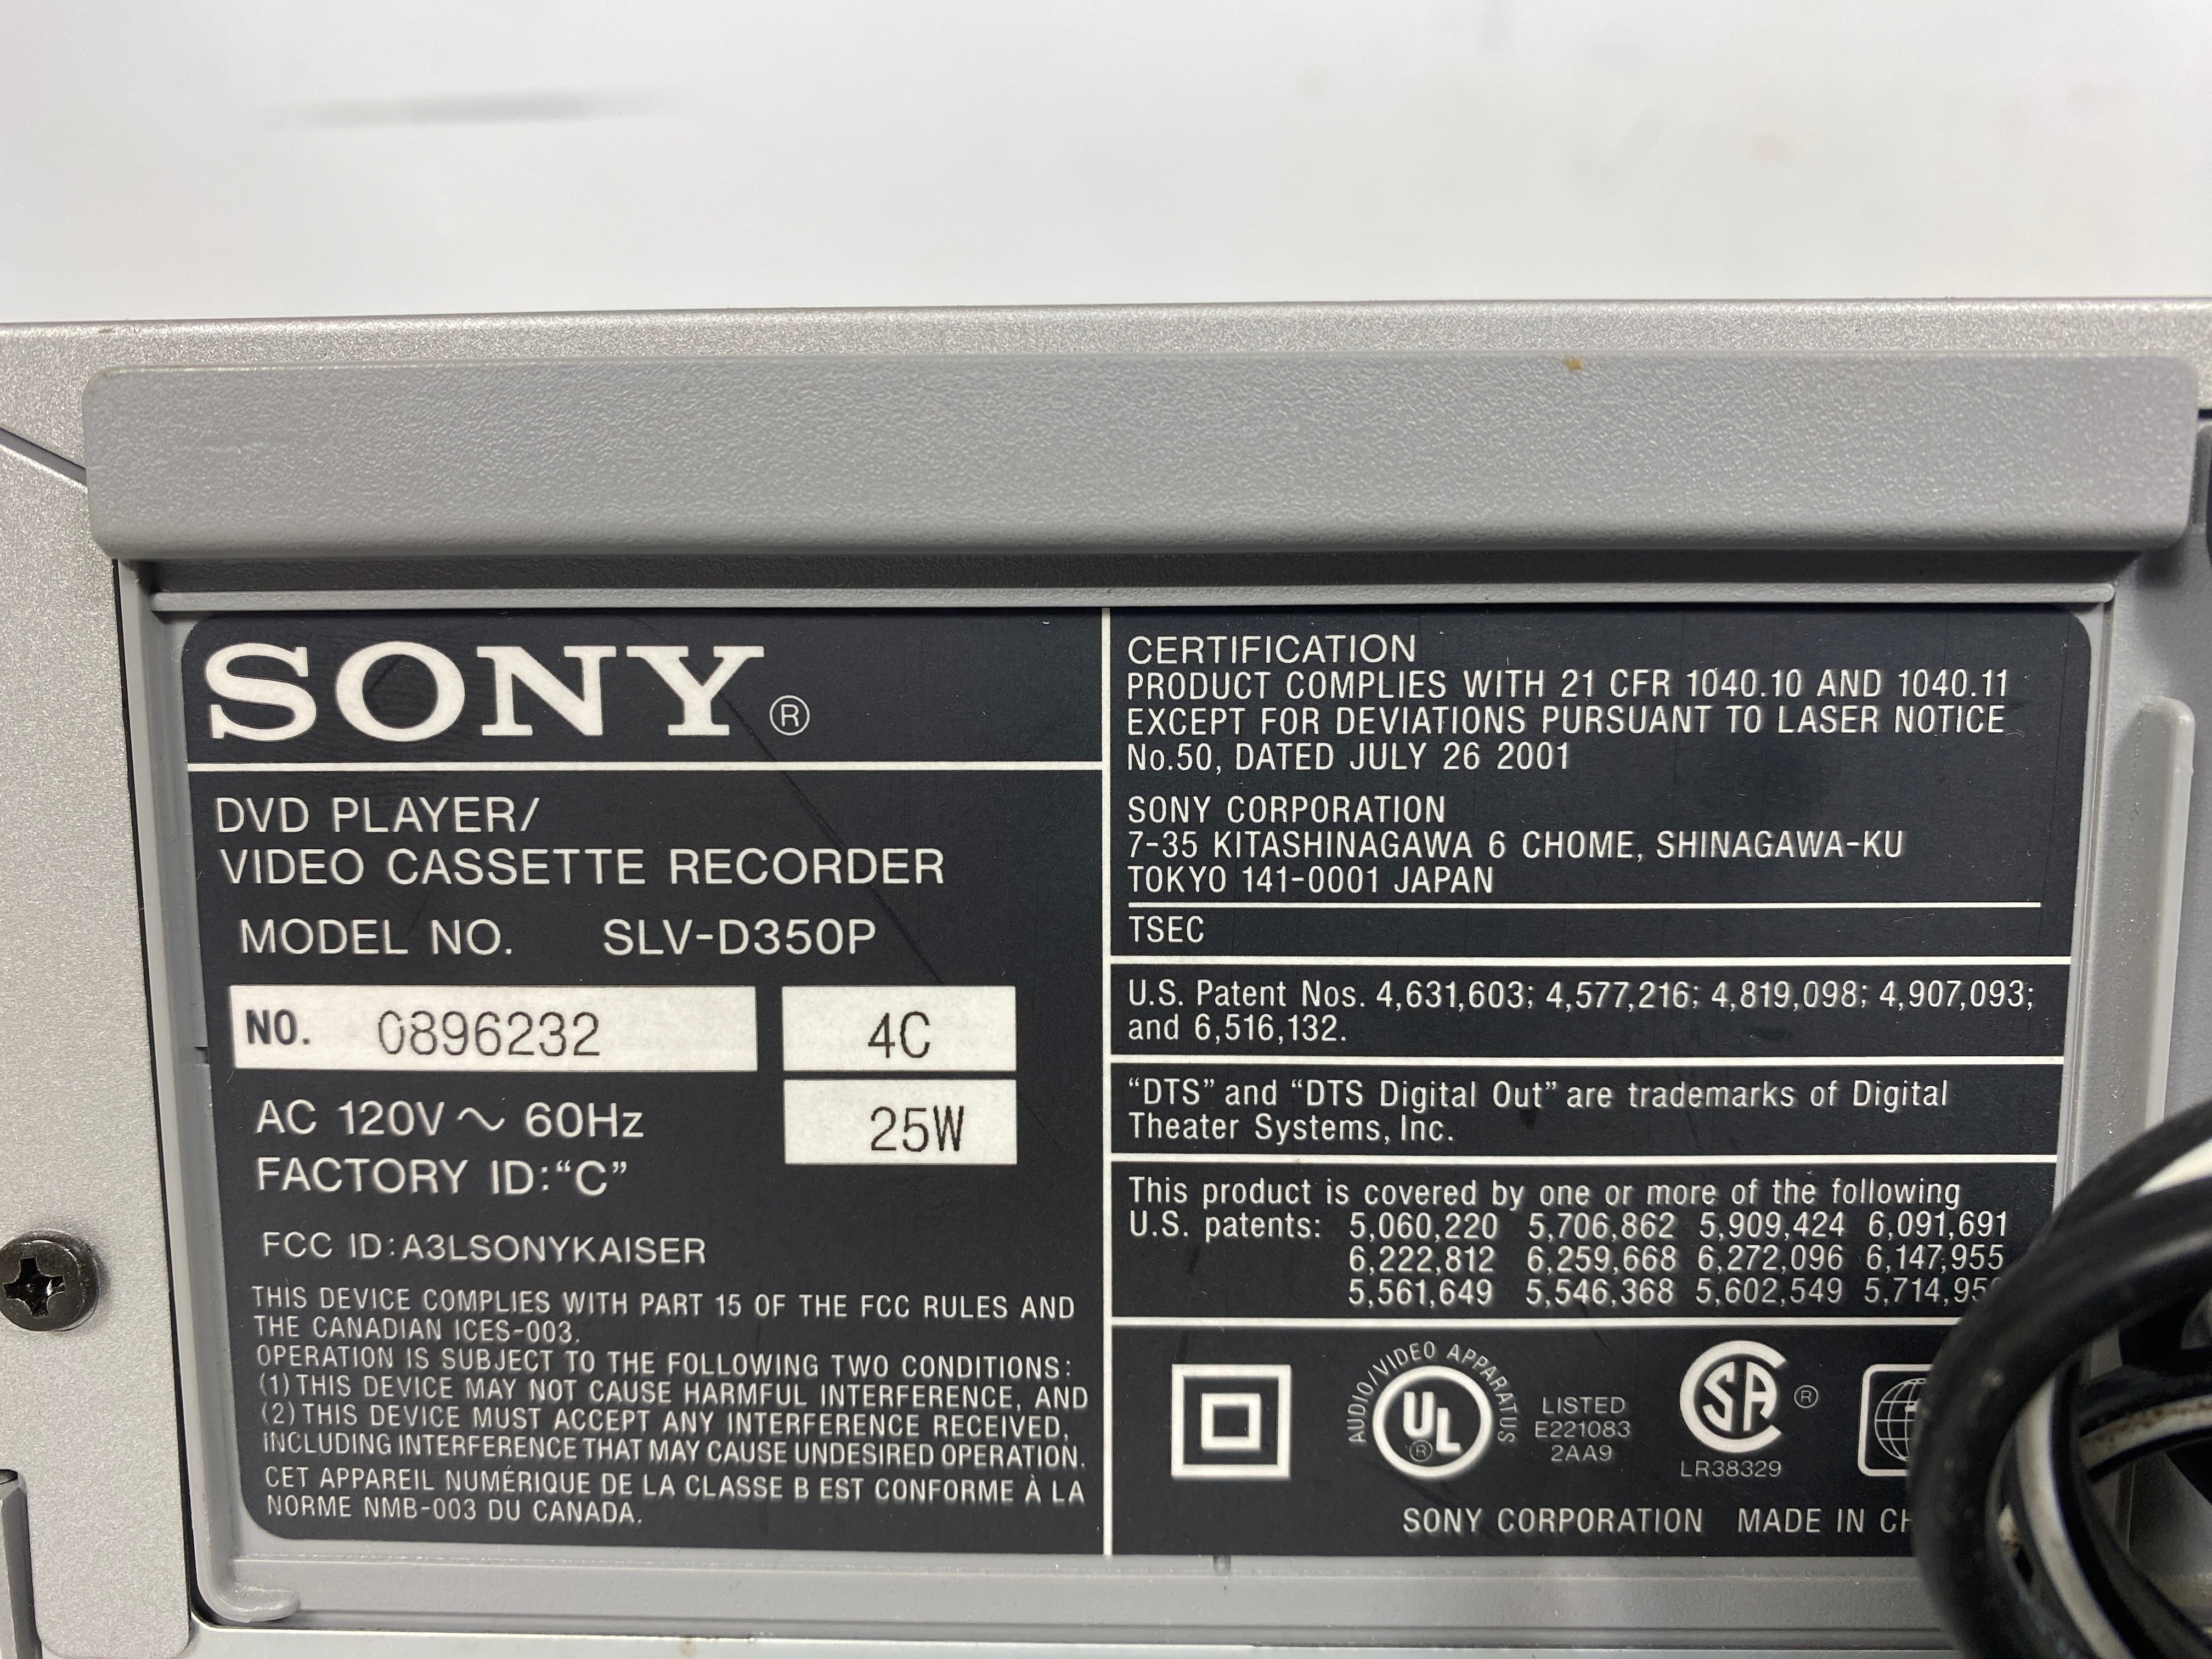 SONY®
DVD PLAYER/
VIDEO CASSETTE RECORDER
MODEL NO. SLV-D350P
NO. 0896232
4C
AC 120V ~ 60Hz
25W
FACTORY ID:“C”
FCC ID:A3LSONYKAISER
THIS DEVICE COMPLIES WITH PART 15 OF THE FCC RULES AND
THE CANADIAN ICES-003.
OPERATION IS SUBJECT TO THE FOLLOWING TWO CONDITIONS:
(1) THIS DEVICE MAY NOT CAUSE HARMFUL INTERFERENCE, AND
(2) THIS DEVICE MUST ACCEPT ANY INTERFERENCE RECEIVED,
INCLUDING INTERFERENCE THAT MAY CAUSE UNDESIRED OPERATION.
CET APPAREIL NUMÉRIQUE DE LA CLASSE B EST CONFORME À LA
NORME NMB-003 DU CANADA.
CERTIFICATION
PRODUCT COMPLIES WITH 21 CFR 1040.10 AND 1040.11
EXCEPT FOR DEVIATIONS PURSUANT TO LASER NOTICE
No.50, DATED JULY 26 2001
SONY CORPORATION
7-35 KITASHINAGAWA 6 CHOME, SHINAGAWA-KU
TOKYO 141-0001 JAPAN
TSEC
U.S. Patent Nos. 4,631,603; 4,577,216; 4,819,098; 4,907,093;
and 6,516,132.
“DTS” and “DTS Digital Out” are trademarks of Digital
Theater Systems, Inc.
This product is covered by one or more of the following
U.S. patents: 5,060,220 5,706,862 5,909,424 6,091,691
6,222,812 6,259,668 6,272,096 6,147,955
5,561,649 5,546,368 5,602,549
AUDIO/VIDEO APPARATUS
UL®
LISTED
E221083
2AA9
SA ®
LR38329
SONY CORPORATION MADE IN